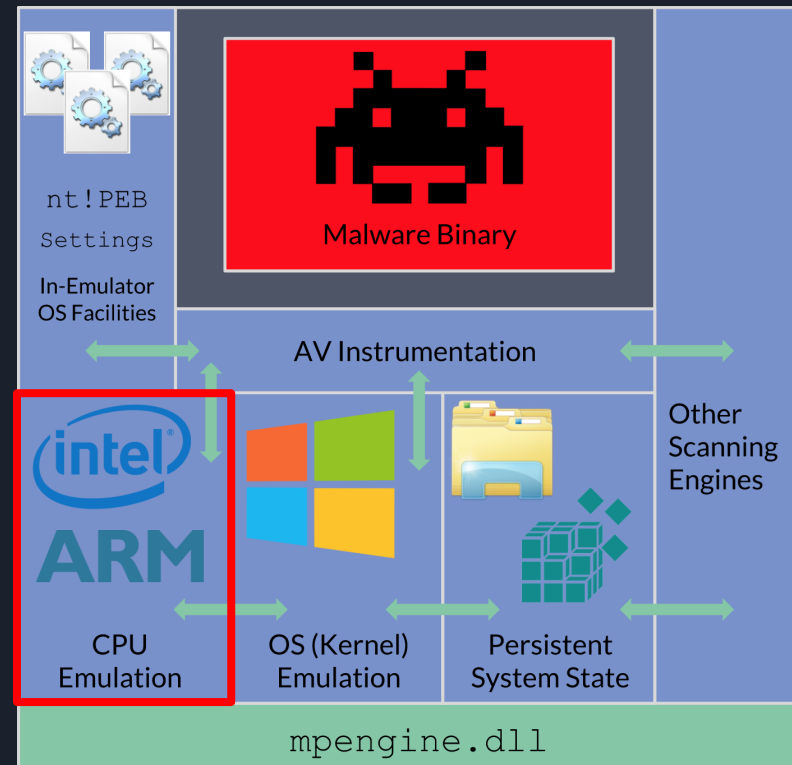 nt!PEB
Settings
In-Emulator
OS Facilities
Malware Binary
AV Instrumentation
intel®
ARM
CPU
Emulation
OS (Kernel)
Emulation
Persistent
System State
Other
Scanning
Engines
mpengine.dll